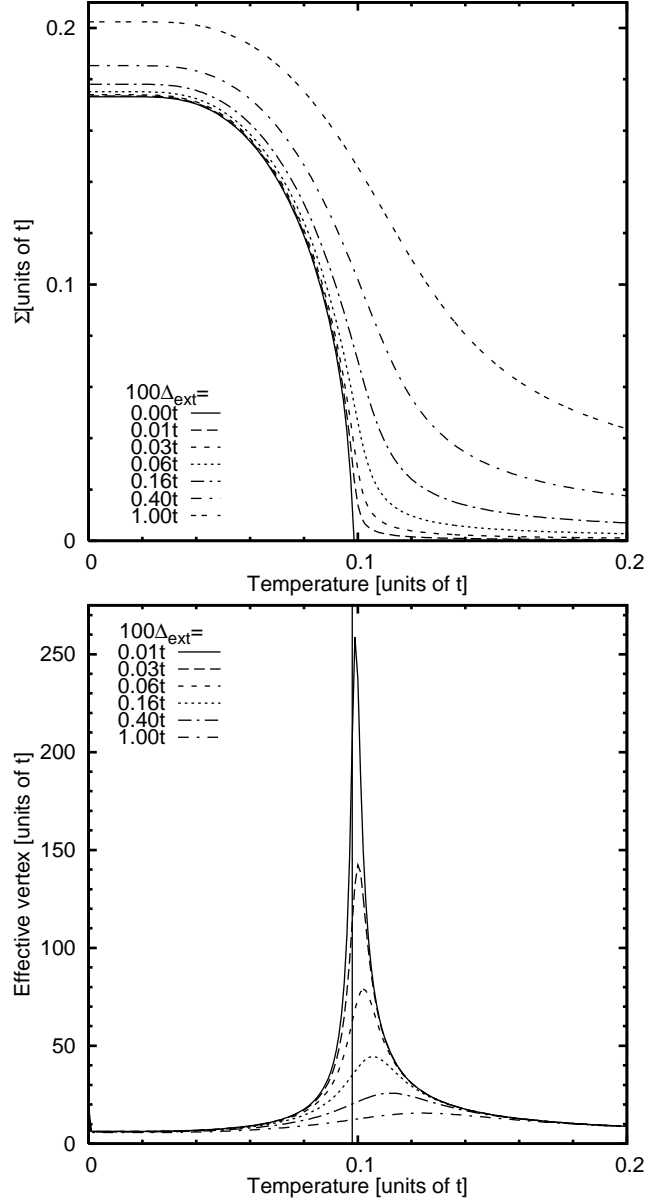 0.2
0.1
0
Σ[units of t]
100Δext=
0.00t
0.01t
0.03t
0.06t
0.16t
0.40t
1.00t
0 0.1 0.2
Temperature [units of t]
250
200
150
100
50
0
Effective vertex [units of t]
100Δext=
0.01t
0.03t
0.06t
0.16t
0.40t
1.00t
0 0.1 0.2
Temperature [units of t]